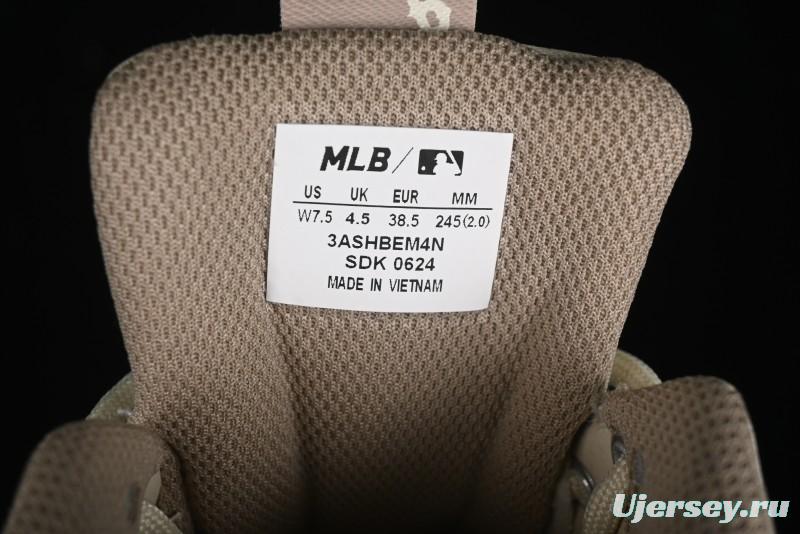 MLB/
US UK EUR MM
W7.5 4.5 38.5 245(2.0)
3ASHBEM4N
SDK 0624
MADE IN VIETNAM
Ujersey.ru